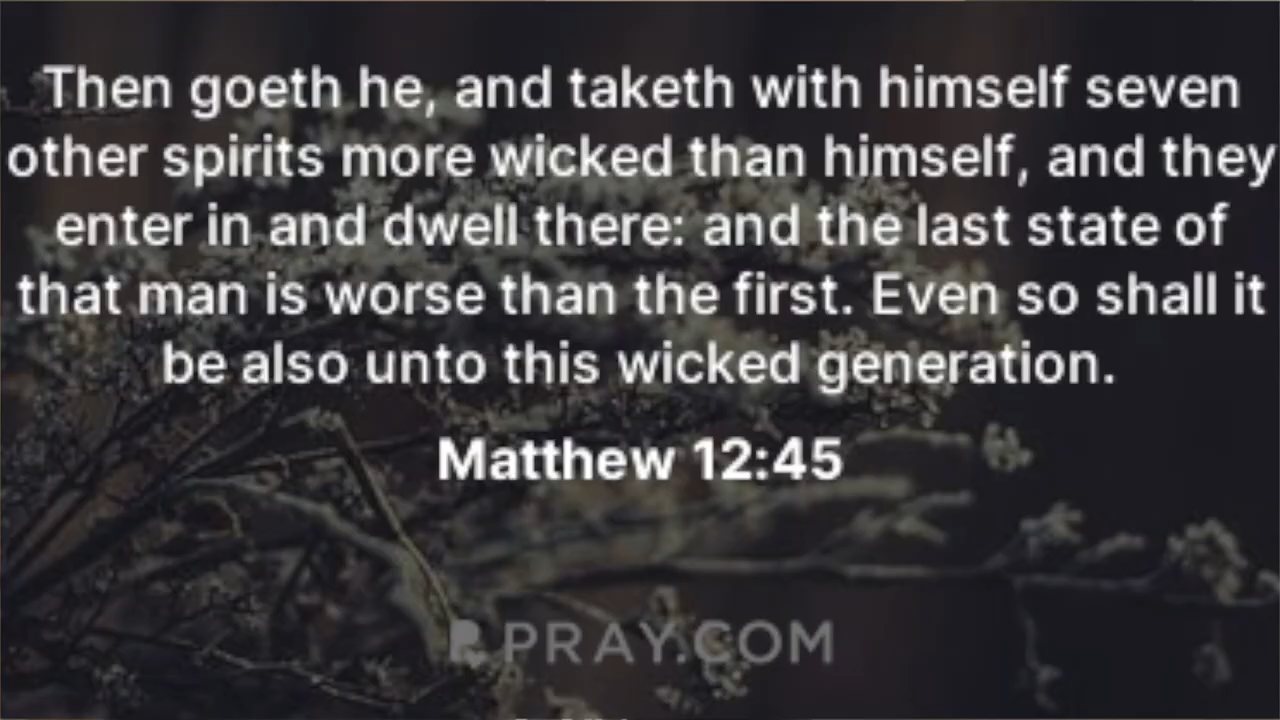 Then goeth he, and taketh with himself seven
other spirits more wicked than himself, and they
enter in and dwell there: and the last state of
that man is worse than the first. Even so shall it
be also unto this wicked generation.
Matthew 12:45
PRAY.COM